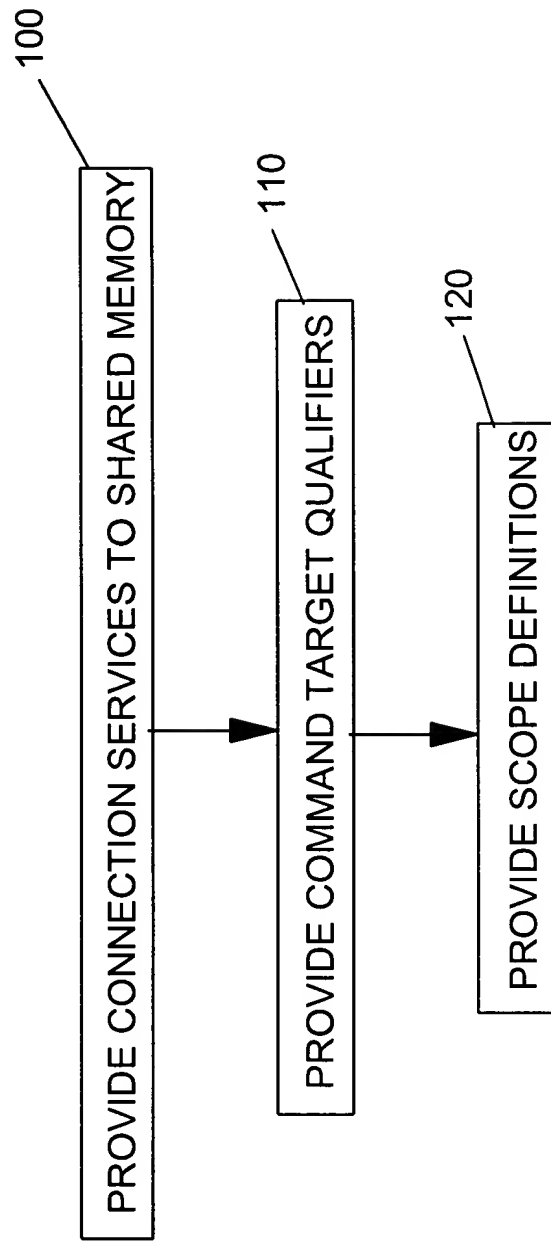 PROVIDE CONNECTION SERVICES TO SHARED MEMORY
100
PROVIDE COMMAND TARGET QUALIFIERS
110
PROVIDE SCOPE DEFINITIONS
120